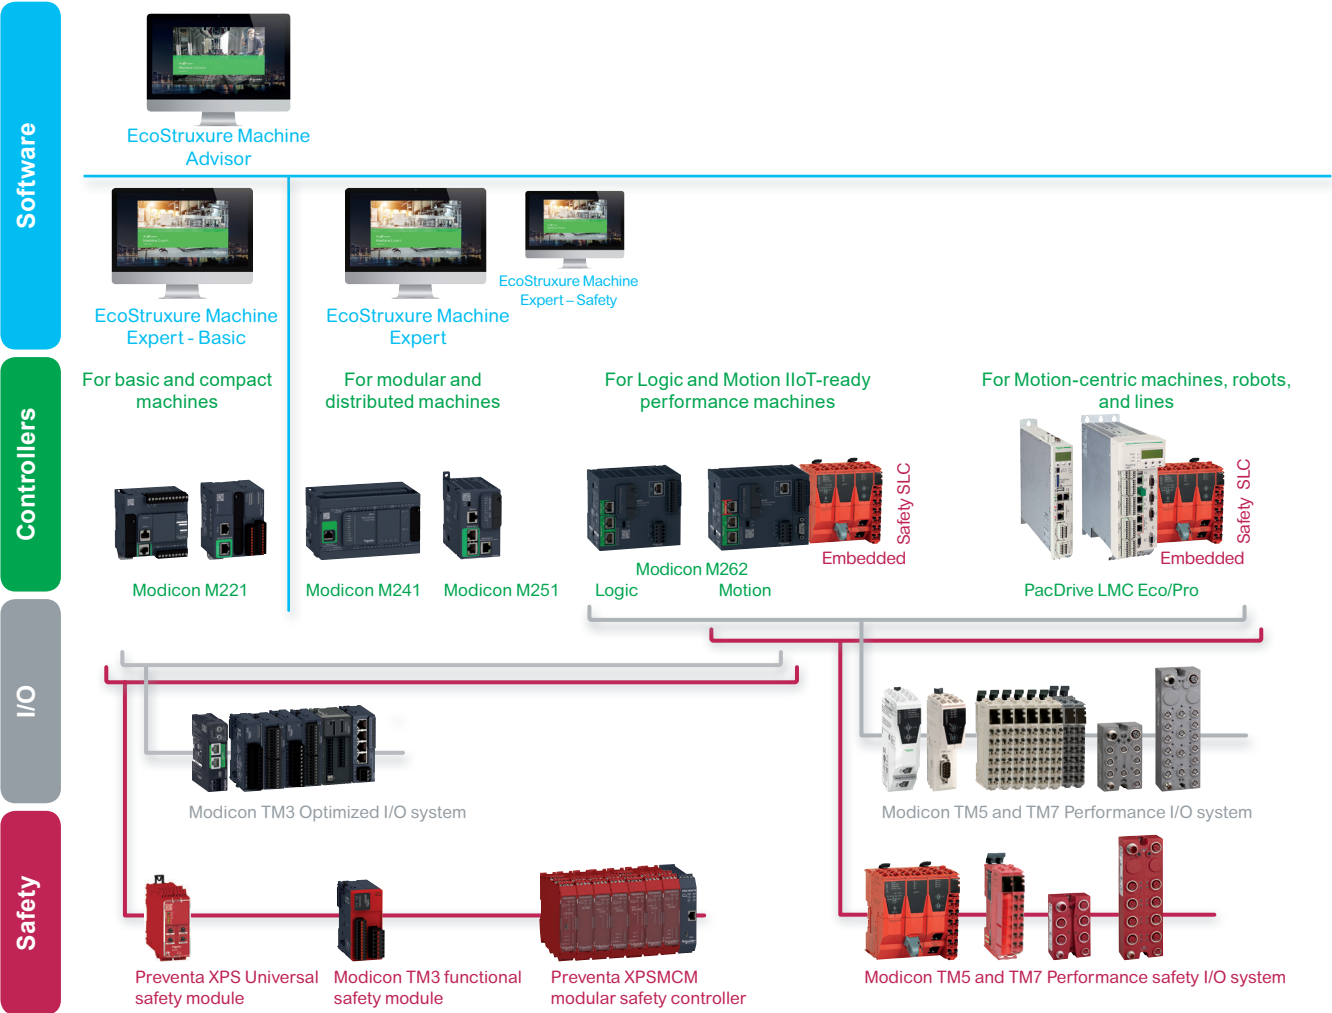 Software
EcoStruxure Machine
Advisor
EcoStruxure Machine
Expert - Basic
EcoStruxure Machine
Expert
EcoStruxure Machine
Expert – Safety
Controllers
For basic and compact
machines
For modular and
distributed machines
For Logic and Motion IIoT-ready
performance machines
For Motion-centric machines, robots,
and lines
Modicon M221
Modicon M241
Modicon M251
Modicon M262
Logic
Motion
Embedded
Safety SLC
PacDrive LMC Eco/Pro
Embedded
Safety SLC
I/O
Modicon TM3 Optimized I/O system
Modicon TM5 and TM7 Performance I/O system
Safety
Preventa XPS Universal
safety module
Modicon TM3 functional
safety module
Preventa XPSMCM
modular safety controller
Modicon TM5 and TM7 Performance safety I/O system